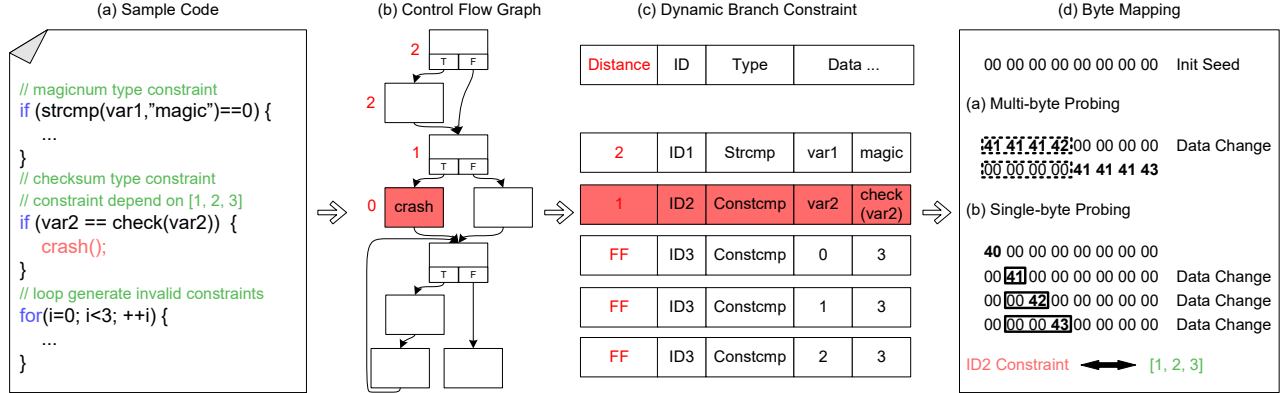 (a) Sample Code
// magicnum type constraint
if (strcmp(var1,”magic”)==0) {
...
}
// checksum type constraint
// constraint depend on [1, 2, 3]
if (var2 == check(var2)) {
crash();
}
// loop generate invalid constraints
for(i=0; i<3; ++i) {
...
}
(b) Control Flow Graph
2
T F
2
1
T F
0 crash
T F
(c) Dynamic Branch Constraint
Distance ID Type Data ...
2 ID1 Strcmp var1 magic
1 ID2 Constcmp var2 check
(var2)
FF ID3 Constcmp 0 3
FF ID3 Constcmp 1 3
FF ID3 Constcmp 2 3
(d) Byte Mapping
00 00 00 00 00 00 00 00 Init Seed
(a) Multi-byte Probing
41 41 41 42 00 00 00 00 Data Change
00 00 00 00 41 41 41 43
(b) Single-byte Probing
40 00 00 00 00 00 00 00
00 41 00 00 00 00 00 00 Data Change
00 00 42 00 00 00 00 00 Data Change
00 00 00 43 00 00 00 00 Data Change
ID2 Constraint [1, 2, 3]